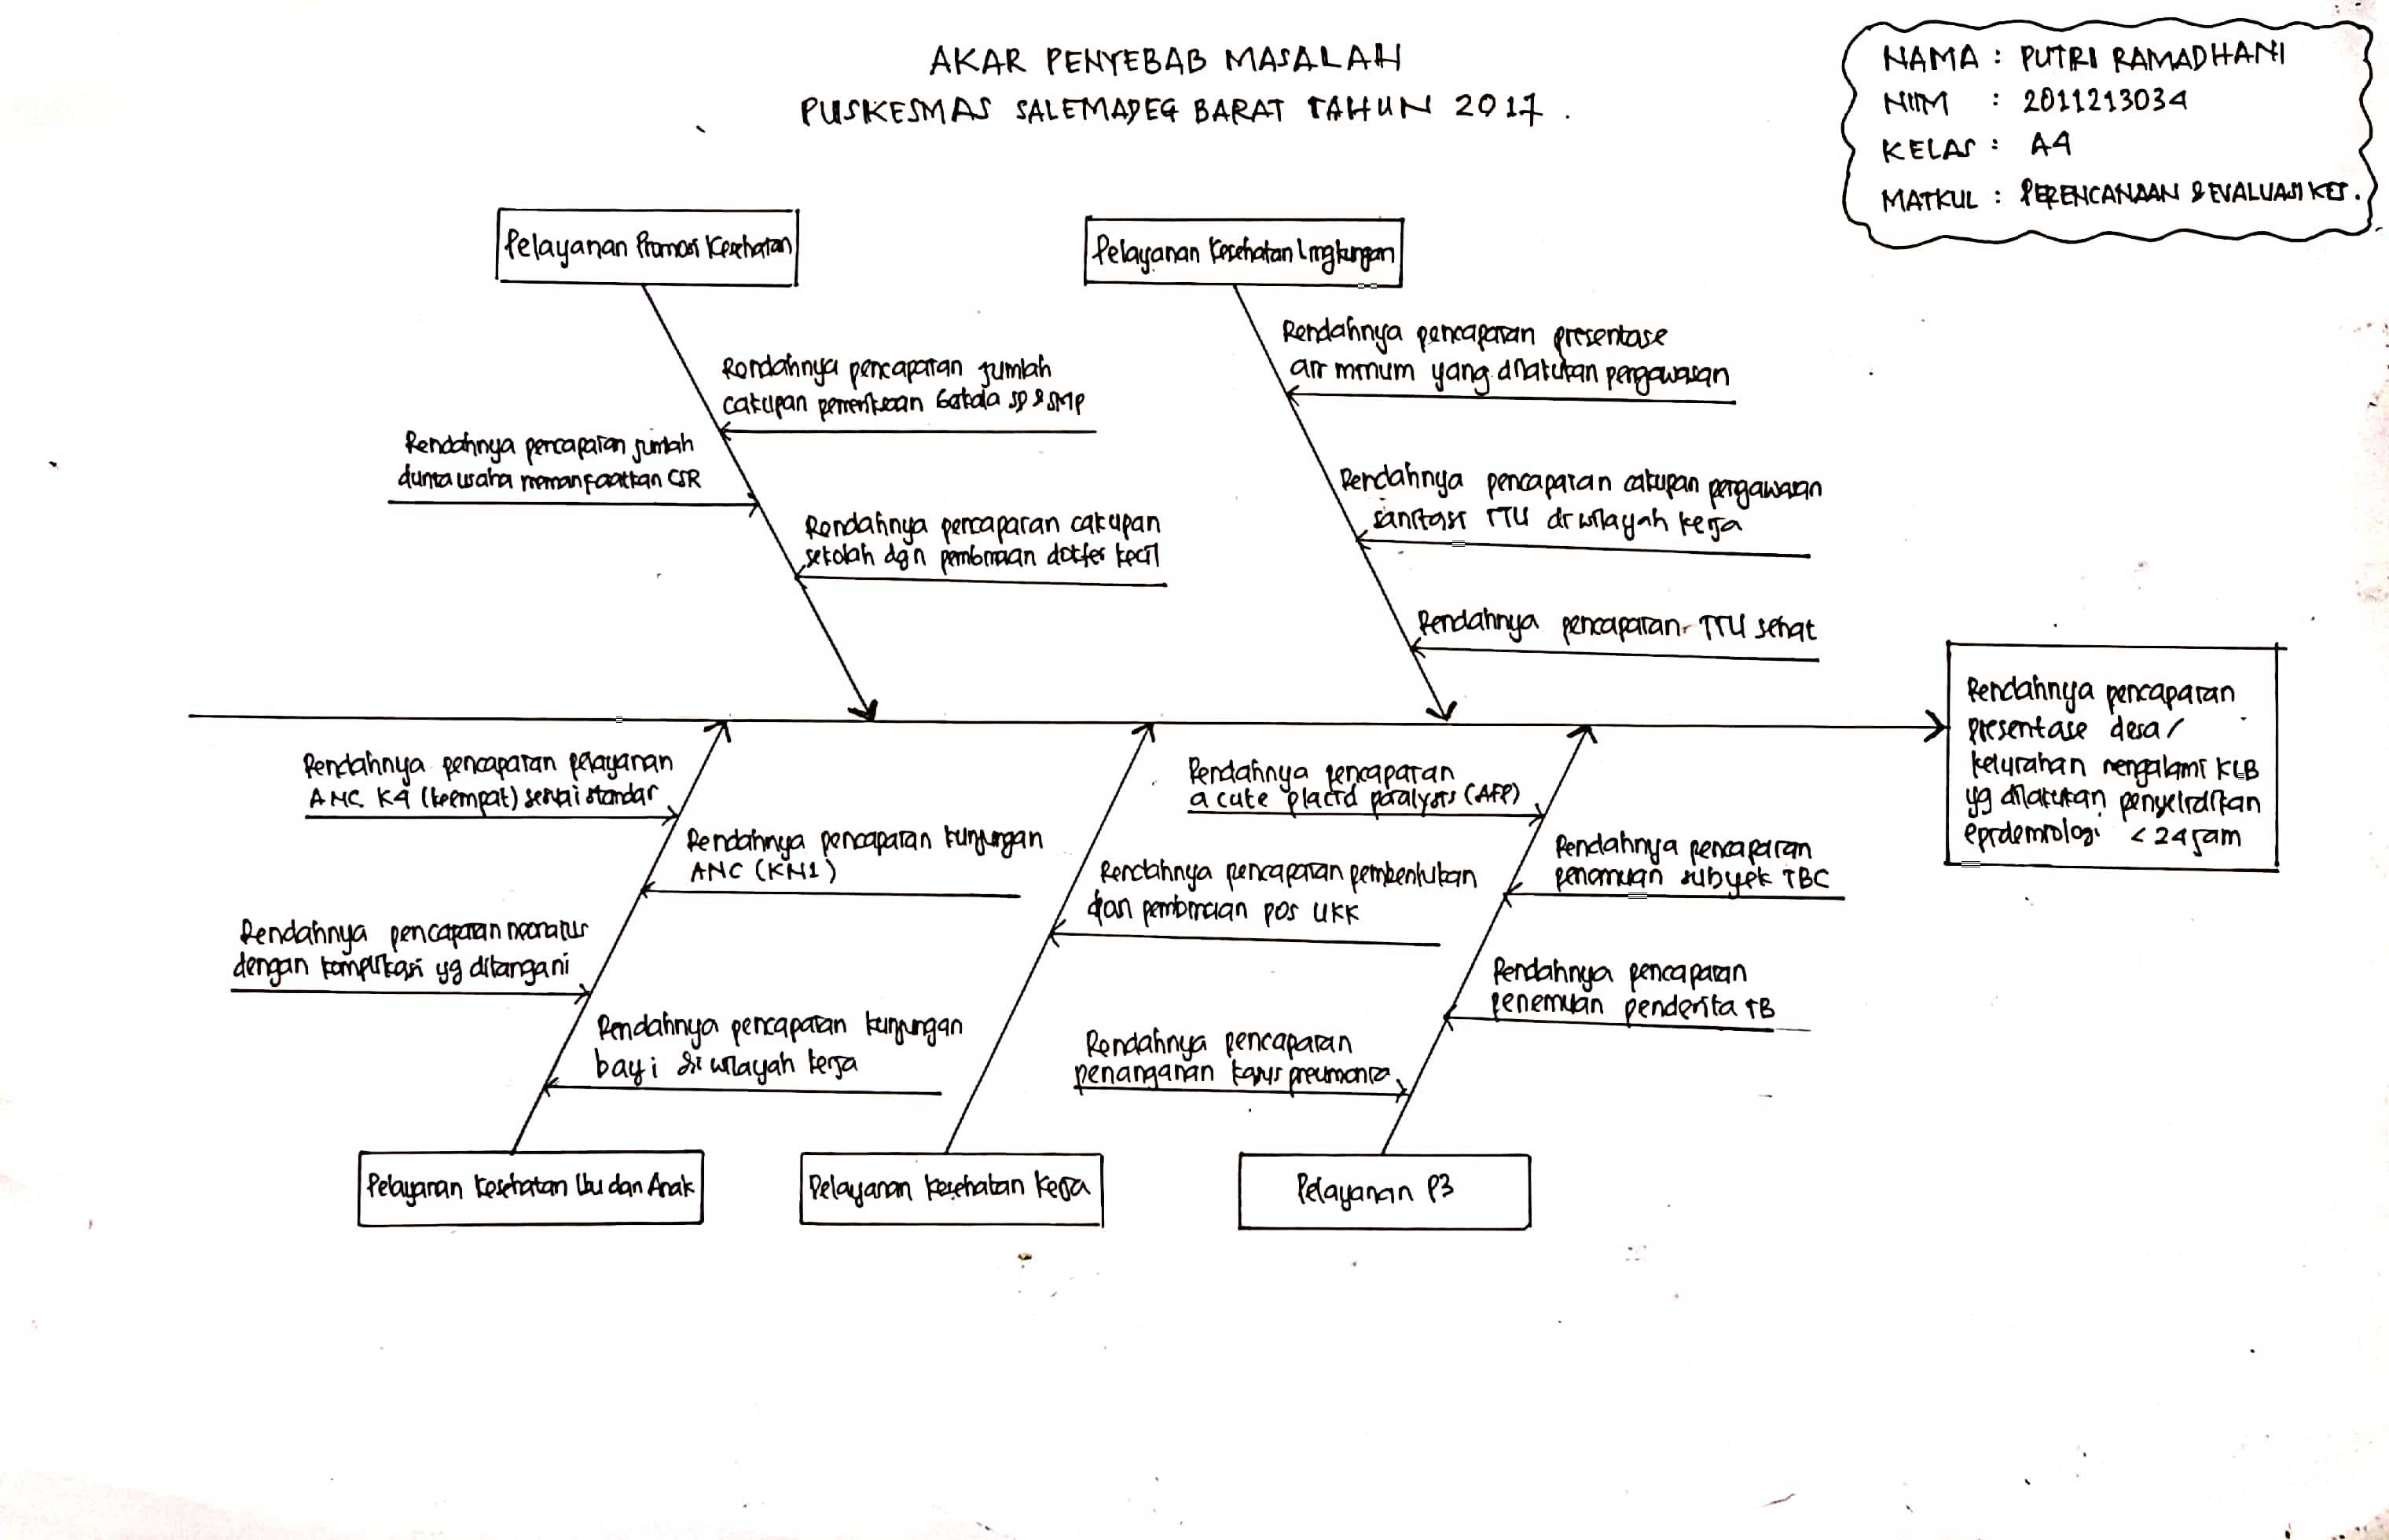 AKAR PENYEBAB MASALAH
PUSKESMAS SALEMADEG BARAT TAHUN 2017.
NAMA : PUTRI RAMADHANI
NIM : 2011213034
KELAS : A4
MATKUL : PERENCANAAN & EVALUASI KES.
Pelayanan Promosi Kesehatan
Pelayanan Kesehatan Lingkungan
Rendahnya pencapaian jumlah
cakupan pemeriksaan berkala SD & SMP
Rendahnya pencapaian jumlah
dunia usaha memanfaatkan CSR
Rendahnya pencapaian cakupan
sekolah dgn pembinaan dokter kecil
Rendahnya pencapaian presentase
air minum yang dilakukan pengawasan
Rendahnya pencapaian cakupan pengawasan
sanitasi TTU di wilayah kerja
Rendahnya pencapaian TTU sehat
Rendahnya pencapaian
presentase desa/
kelurahan mengalami KLB
yg dilakukan penyelidikan
epidemiologi < 24 jam
Rendahnya pencapaian pelayanan
ANC K4 (keempat) sesuai standar
Rendahnya pencapaian kunjungan
ANC (KN1)
Rendahnya pencapaian neonatus
dengan komplikasi yg ditangani
Rendahnya pencapaian kunjungan
bayi di wilayah kerja
Rendahnya pencapaian pembentukan
dan pembinaan pos UKK
Rendahnya pencapaian
acute placid paralysis (AFP)
Rendahnya pencapaian
penemuan subyek TBC
Rendahnya pencapaian
penemuan penderita TB
Rendahnya pencapaian
penanganan kasus pneumonia
Pelayanan Kesehatan Ibu dan Anak
Pelayanan Kesehatan Kerja
Pelayanan P3